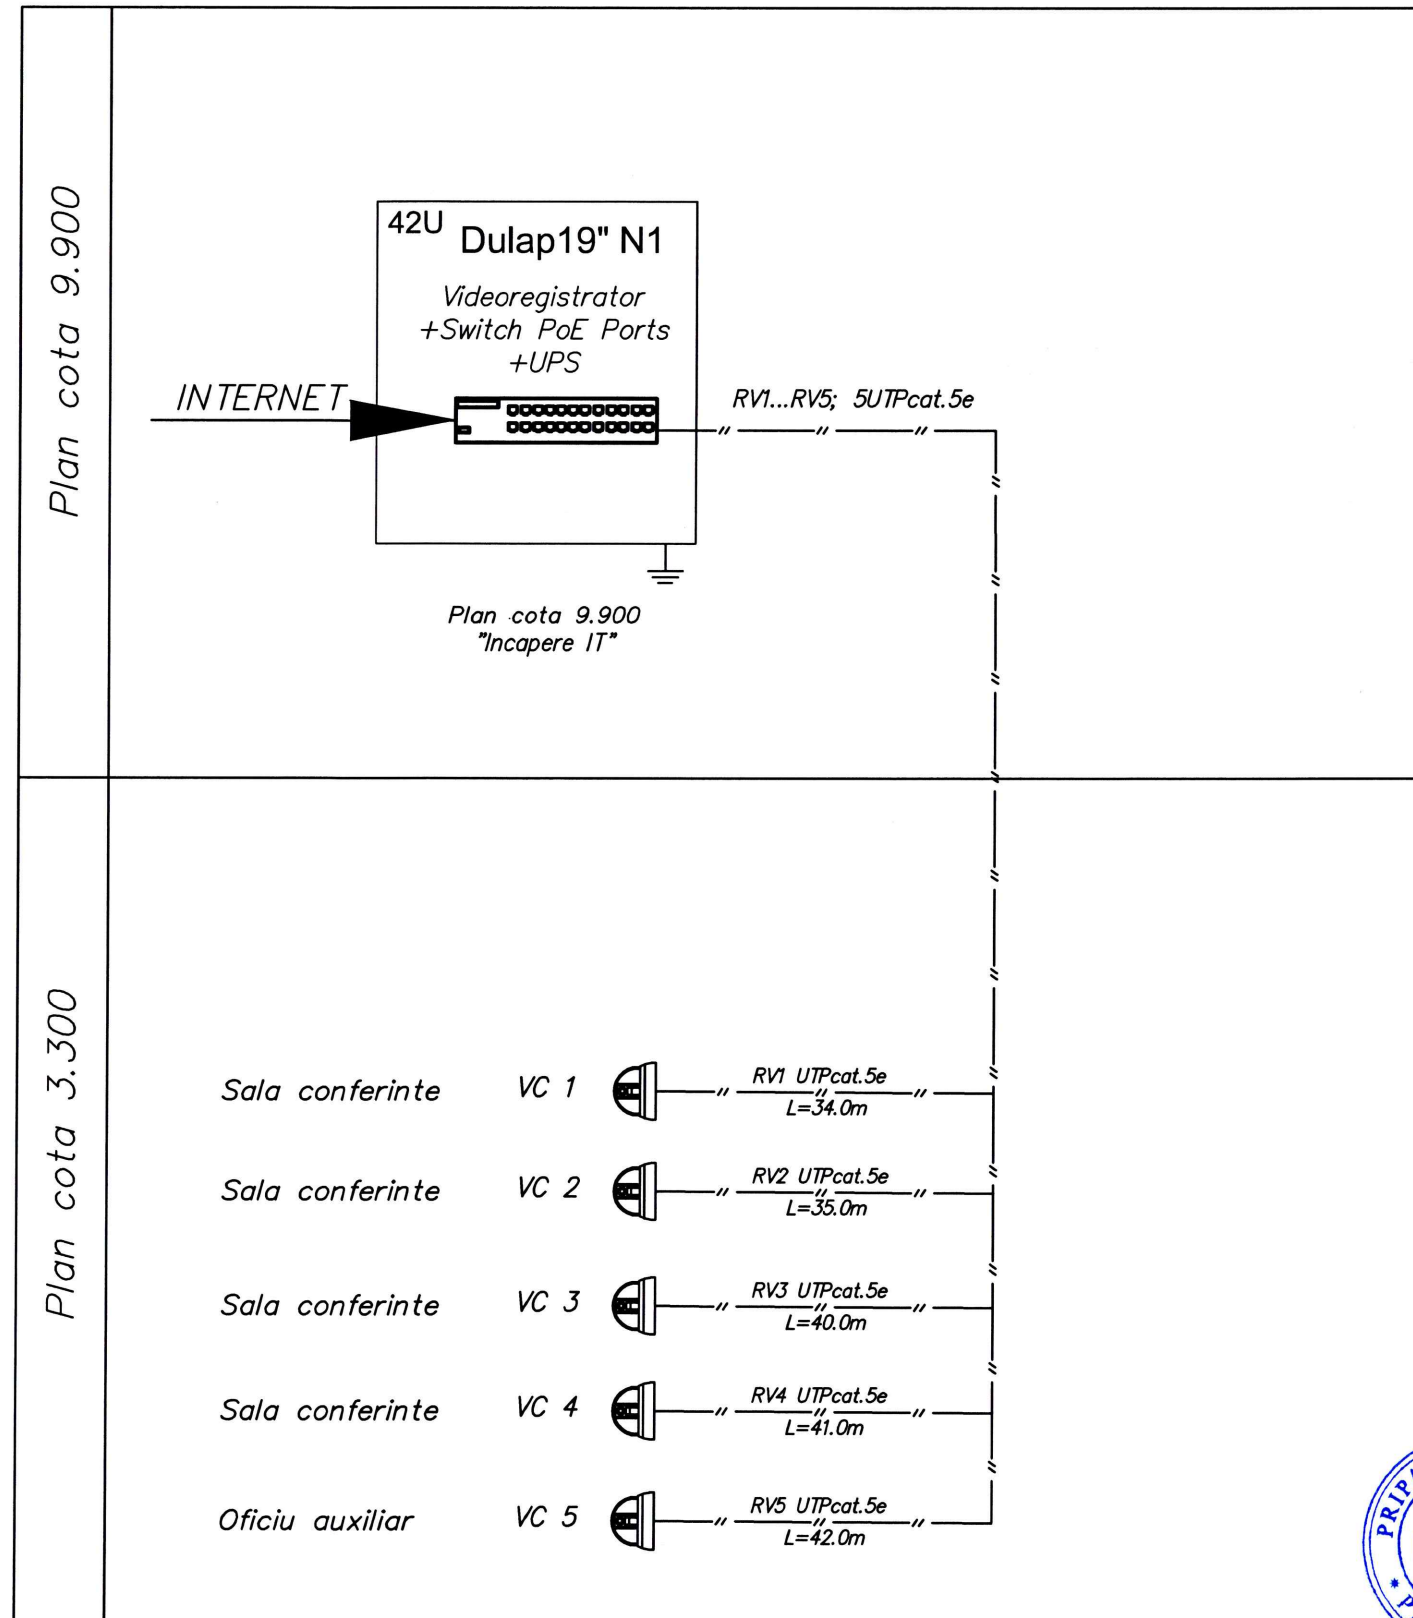 Plan cota 9.900
42U
Dulap19" N1
Videoregistrator
+Switch PoE Ports
+UPS
INTERNET
RV1...RV5; 5UTPcat.5e
Plan cota 9.900
"Incapere IT"
Plan cota 3.300
Sala conferinte VC 1 RV1 UTPcat.5e
L=34.0m
Sala conferinte VC 2 RV2 UTPcat.5e
L=35.0m
Sala conferinte VC 3 RV3 UTPcat.5e
L=40.0m
Sala conferinte VC 4 RV4 UTPcat.5e
L=41.0m
Oficiu auxiliar VC 5 RV5 UTPcat.5e
L=42.0m